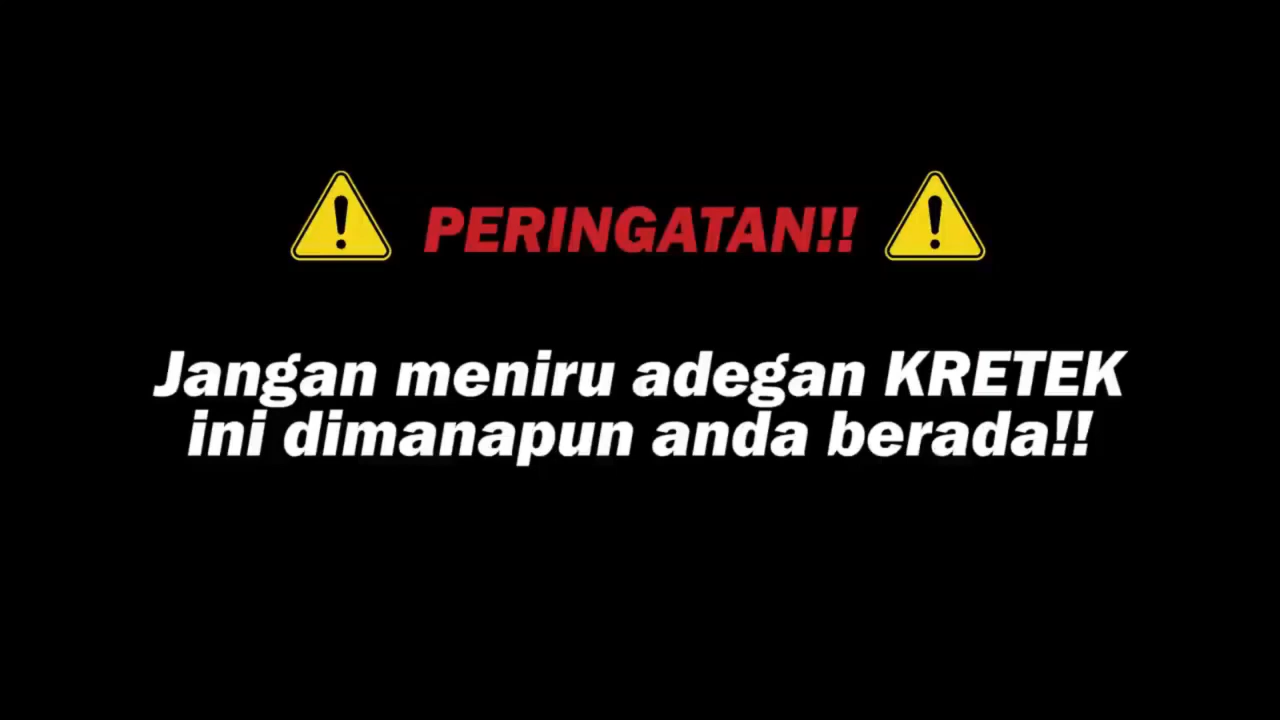 PERINGATAN!!
Jangan meniru adegan KRETEK
ini dimanapun anda berada!!